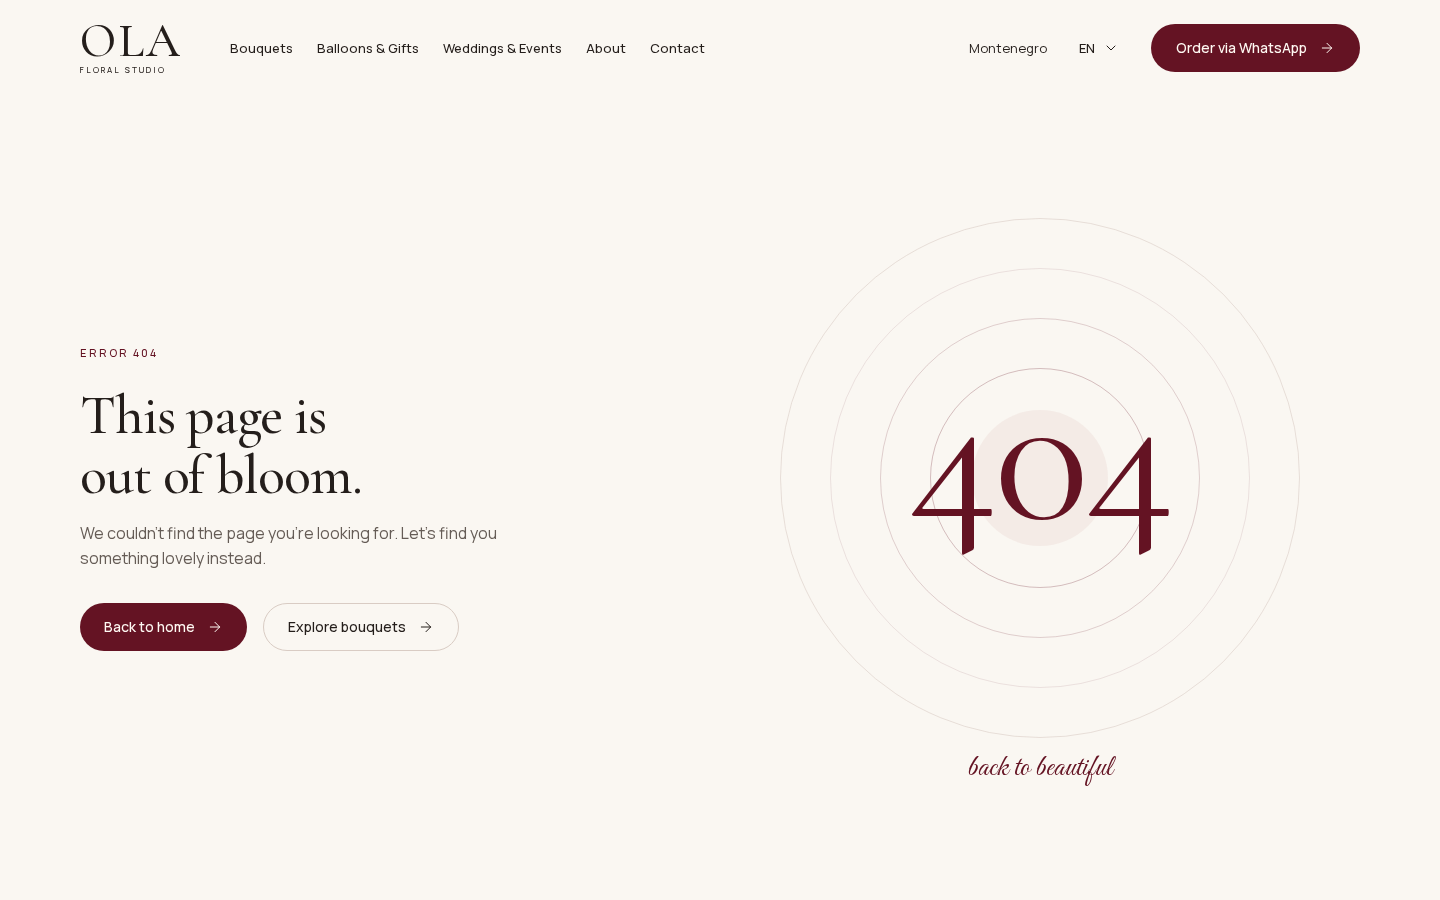 OLA
FLORAL STUDIO
Bouquets
Balloons & Gifts
Weddings & Events
About
Contact
Montenegro
EN
Order via WhatsApp
ERROR 404
This page is
out of bloom.
We couldn't find the page you're looking for. Let's find you
something lovely instead.
Back to home
Explore bouquets
404
back to beautiful